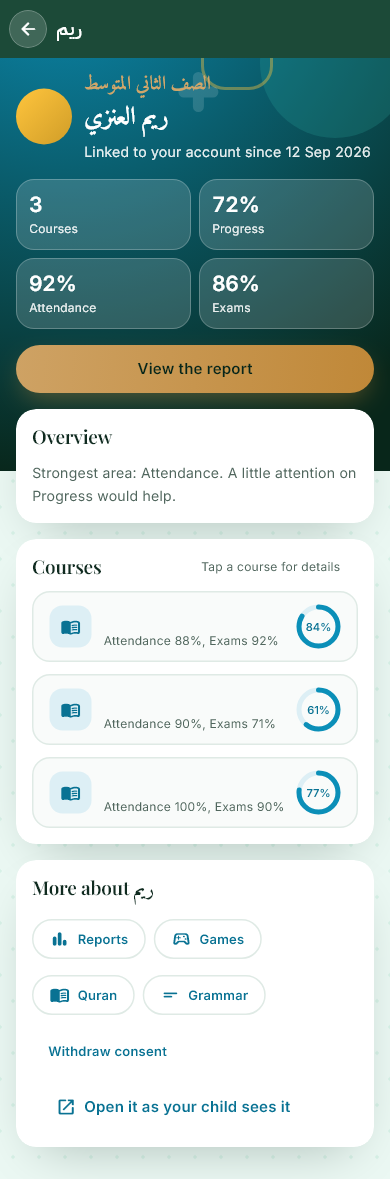 ريم
الصف الثاني المتوسط
ريم العنزي
Linked to your account since 12 Sep 2026
3
Courses
72%
Progress
92%
Attendance
86%
Exams
View the report
Overview
Strongest area: Attendance. A little attention on
Progress would help.
Courses
Tap a course for details
84%
Attendance 88%, Exams 92%
61%
Attendance 90%, Exams 71%
77%
Attendance 100%, Exams 90%
More about ريم
Reports
Games
Quran
Grammar
Withdraw consent
Open it as your child sees it